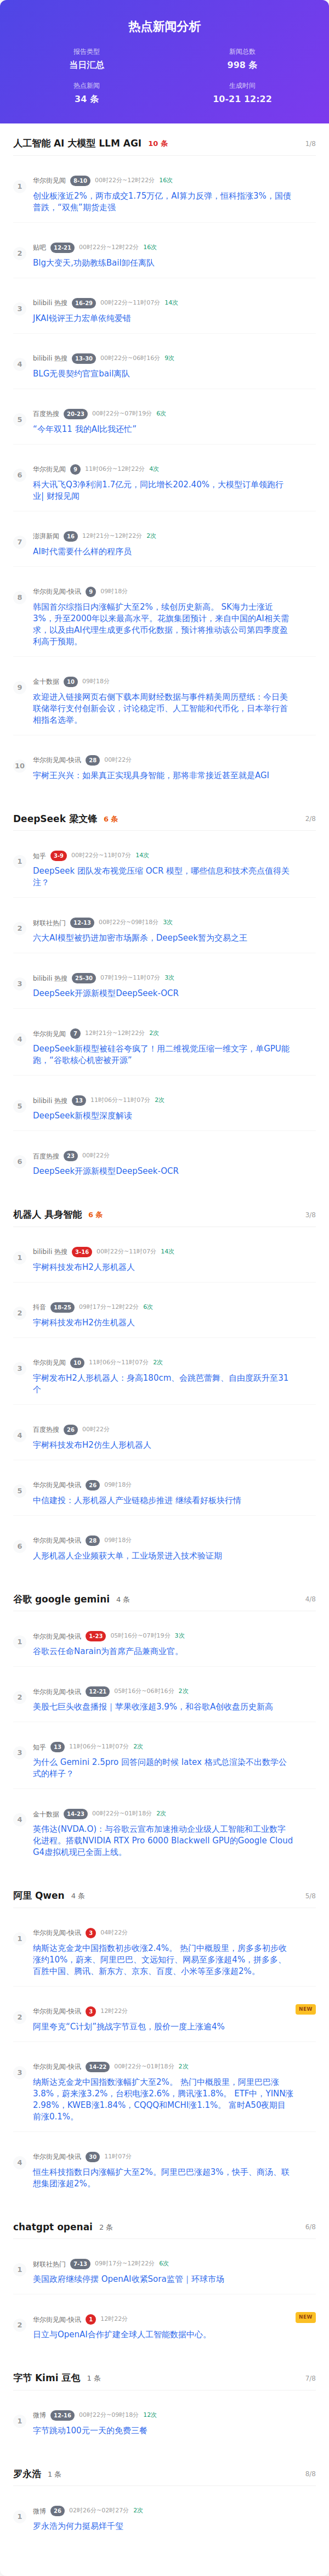 热点新闻分析
报告类型
新闻总数
当日汇总
998 条
热点新闻
生成时间
34 条
10-21 12:22
人工智能 AI 大模型 LLM AGI 10 条 1/8
1
华尔街见闻 8-10 00时22分~12时22分 16次
创业板涨近2%，两市成交1.75万亿，AI算力反弹，恒科指涨3%，国债
普跌，“双焦”期货走强
2
贴吧 12-21 00时22分~12时22分 16次
Blg大变天,功勋教练Bail卸任离队
3
bilibili 热搜 16-29 00时22分~11时07分 14次
JKAI锐评王力宏单依纯爱错
4
bilibili 热搜 13-30 00时22分~06时16分 9次
BLG无畏契约官宣bail离队
5
百度热搜 20-23 00时22分~07时19分 6次
“今年双11 我的AI比我还忙”
6
华尔街见闻 9 11时06分~12时22分 4次
科大讯飞Q3净利润1.7亿元，同比增长202.40%，大模型订单领跑行
业| 财报见闻
7
澎湃新闻 16 12时21分~12时22分 2次
AI时代需要什么样的程序员
8
华尔街见闻-快讯 9 09时18分
韩国首尔综指日内涨幅扩大至2%，续创历史新高。 SK海力士涨近
3%，升至2000年以来最高水平。花旗集团预计，来自中国的AI相关需
求，以及由AI代理生成更多代币化数据，预计将推动该公司第四季度盈
利高于预期。
9
金十数据 10 09时18分
欢迎进入链接网页右侧下载本周财经数据与事件精美周历壁纸：今日美
联储举行支付创新会议，讨论稳定币、人工智能和代币化，日本举行首
相指名选举。
10
华尔街见闻-快讯 28 00时22分
宇树王兴兴：如果真正实现具身智能，那将非常接近甚至就是AGI
DeepSeek 梁文锋 6 条 2/8
1
知乎 3-9 00时22分~11时07分 14次
DeepSeek 团队发布视觉压缩 OCR 模型，哪些信息和技术亮点值得关
注？
2
财联社热门 12-13 00时22分~09时18分 3次
六大AI模型被扔进加密市场厮杀，DeepSeek暂为交易之王
3
bilibili 热搜 25-30 07时19分~11时07分 3次
DeepSeek开源新模型DeepSeek-OCR
4
华尔街见闻 7 12时21分~12时22分 2次
DeepSeek新模型被硅谷夸疯了！用二维视觉压缩一维文字，单GPU能
跑，“谷歌核心机密被开源”
5
bilibili 热搜 13 11时06分~11时07分 2次
DeepSeek新模型深度解读
6
百度热搜 23 00时22分
DeepSeek开源新模型DeepSeek-OCR
机器人 具身智能 6 条 3/8
1
bilibili 热搜 3-16 00时22分~11时07分 14次
宇树科技发布H2人形机器人
2
抖音 18-25 09时17分~12时22分 6次
宇树科技发布H2仿生机器人
3
华尔街见闻 10 11时06分~11时07分 2次
宇树发布H2人形机器人：身高180cm、会跳芭蕾舞、自由度跃升至31
个
4
百度热搜 26 00时22分
宇树科技发布H2仿生人形机器人
5
华尔街见闻-快讯 26 09时18分
中信建投：人形机器人产业链稳步推进 继续看好板块行情
6
华尔街见闻-快讯 28 09时18分
人形机器人企业频获大单，工业场景进入技术验证期
谷歌 google gemini 4 条 4/8
1
华尔街见闻-快讯 1-23 05时16分~07时19分 3次
谷歌云任命Narain为首席产品兼商业官。
2
华尔街见闻-快讯 12-21 05时16分~06时16分 2次
美股七巨头收盘播报｜苹果收涨超3.9%，和谷歌A创收盘历史新高
3
知乎 13 11时06分~11时07分 2次
为什么 Gemini 2.5pro 回答问题的时候 latex 格式总渲染不出数学公
式的样子？
4
金十数据 14-23 00时22分~01时18分 2次
英伟达(NVDA.O)：与谷歌云宣布加速推动企业级人工智能和工业数字
化进程。搭载NVIDIA RTX Pro 6000 Blackwell GPU的Google Cloud
G4虚拟机现已全面上线。
阿里 Qwen 4 条 5/8
1
华尔街见闻-快讯 3 04时22分
纳斯达克金龙中国指数初步收涨2.4%。 热门中概股里，房多多初步收
涨约10%，蔚来、阿里巴巴、文远知行、网易至多涨超4%，拼多多、
百胜中国、腾讯、新东方、京东、百度、小米等至多涨超2%。
2
华尔街见闻-快讯 3 12时22分 NEW
阿里夸克“C计划”挑战字节豆包，股价一度上涨逾4%
3
华尔街见闻-快讯 14-22 00时22分~01时18分 2次
纳斯达克金龙中国指数涨幅扩大至2%。 热门中概股里，阿里巴巴涨
3.8%，蔚来涨3.2%，台积电涨2.6%，腾讯涨1.8%。 ETF中，YINN涨
2.98%，KWEB涨1.84%，CQQQ和MCHI涨1.1%。 富时A50夜期目
前涨0.1%。
4
华尔街见闻-快讯 30 11时07分
恒生科技指数日内涨幅扩大至2%。阿里巴巴涨超3%，快手、商汤、联
想集团涨超2%。
chatgpt openai 2 条 6/8
1
财联社热门 7-13 09时17分~12时22分 6次
美国政府继续停摆 OpenAI收紧Sora监管｜环球市场
2
华尔街见闻-快讯 1 12时22分 NEW
日立与OpenAI合作扩建全球人工智能数据中心。
字节 Kimi 豆包 1 条 7/8
1
微博 12-16 00时22分~09时18分 12次
字节跳动100元一天的免费三餐
罗永浩 1 条 8/8
1
微博 26 02时26分~02时27分 2次
罗永浩为何力挺易烊千玺